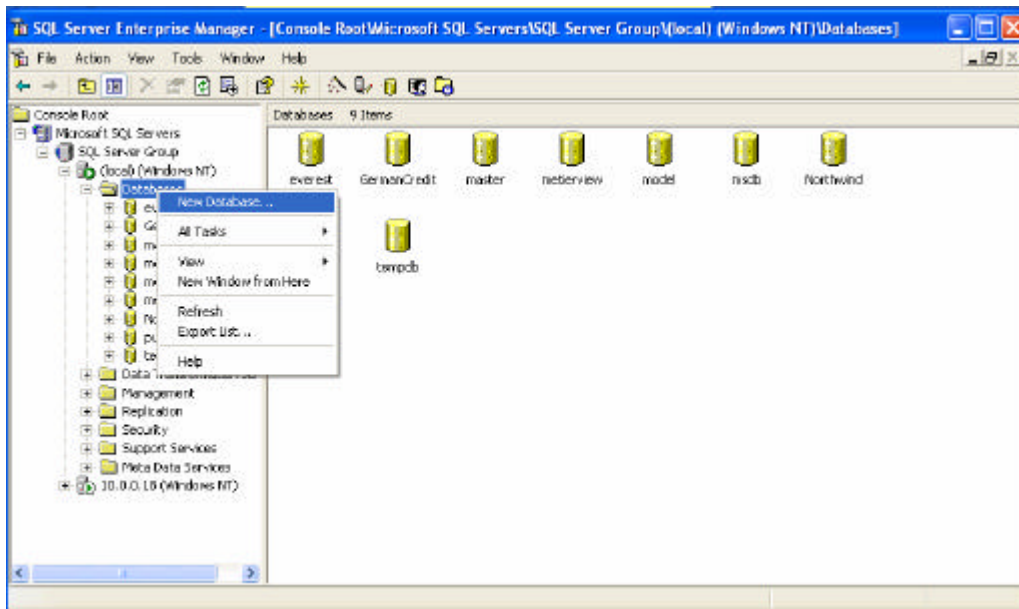 SQL Server Enterprise Manager - [Console Root\Microsoft SQL Servers\SQL Server Group\(local) (Windows NT)\Databases]
File Action View Tools Window Help
Console Root
Databases 9 Items
Microsoft SQL Servers
SQL Server Group
(local) (Windows NT)
Databases
New Database...
All Tasks
View
New Window from Here
Refresh
Export List...
Help
Management
Replication
Security
Support Services
Meta Data Services
10.0.0.18 (Windows NT)
everest GermanCredit master netierview model msdb Northwind
tempdb